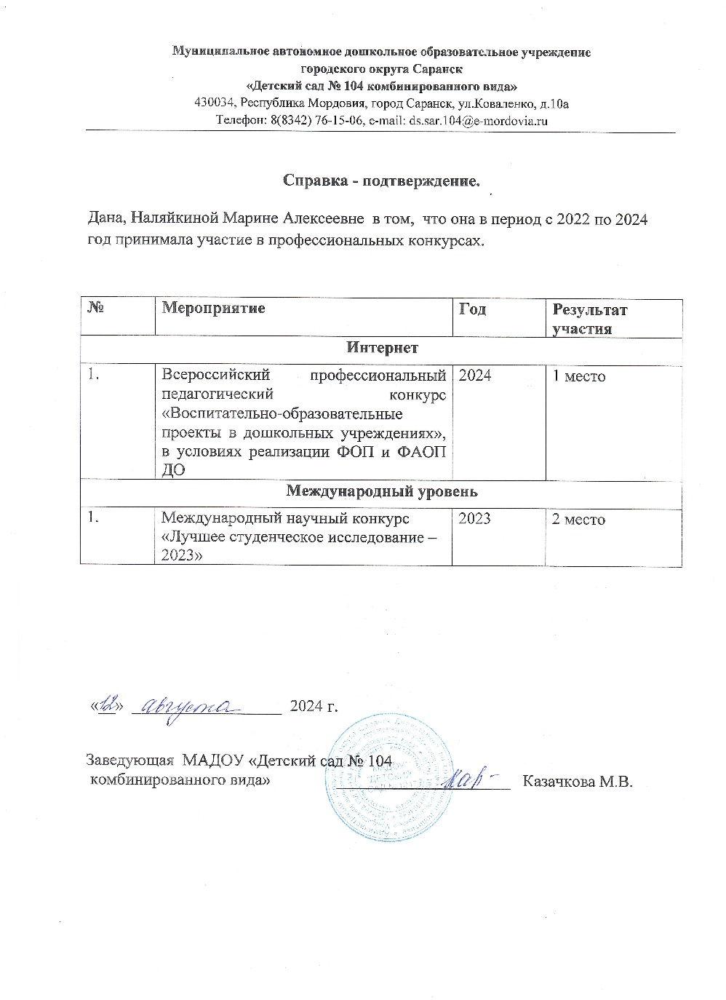 Муниципальное автономное дошкольное образовательное учреждение
городского округа Саранск
«Детский сад № 104 комбинированного вида»
430034, Республика Мордовия, город Саранск, ул.Коваленко, д.10а
Телефон: 8(8342) 76-15-06, e-mail: ds.sar.104@e-mordovia.ru
Справка - подтверждение.
Дана, Наляйкиной Марине Алексеевне в том, что она в период с 2022 по 2024
год принимала участие в профессиональных конкурсах.
№ Мероприятие Год Результат
участия
Интернет
1. Всероссийский профессиональный 2024 1 место
педагогический конкурс
«Воспитательно-образовательные
проекты в дошкольных учреждениях»,
в условиях реализации ФОП и ФАОП
ДО
Международный уровень
1. Международный научный конкурс 2023 2 место
«Лучшее студенческое исследование –
2023»
«12» августа 2024 г.
Заведующая МАДОУ «Детский сад № 104
комбинированного вида» Казачкова М.В.
МАДОУ
ДЕТСКИЙ